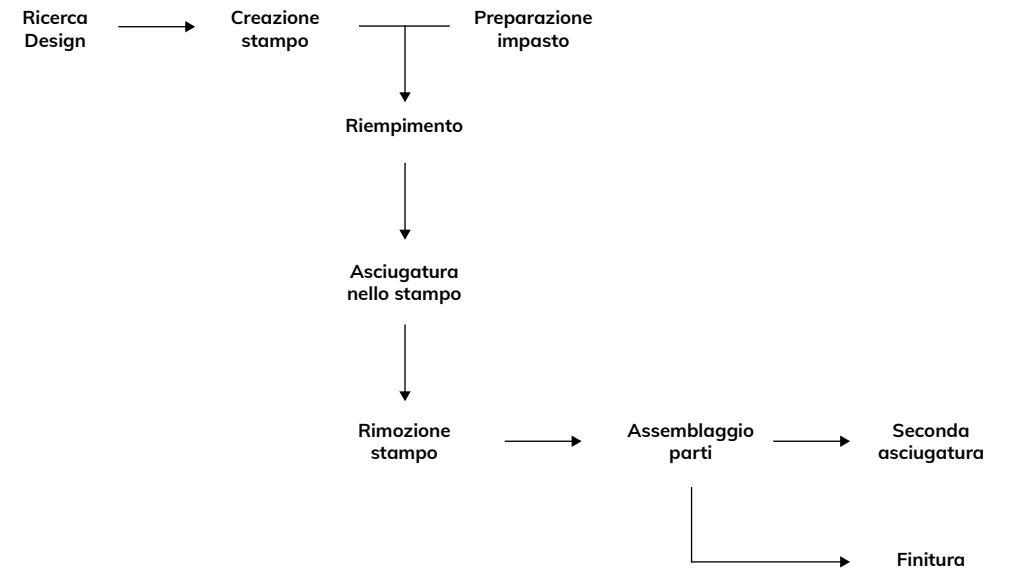 Ricerca
Design
Creazione
stampo
Preparazione
impasto
Riempimento
Asciugatura
nello stampo
Rimozione
stampo
Assemblaggio
parti
Seconda
asciugatura
Finitura